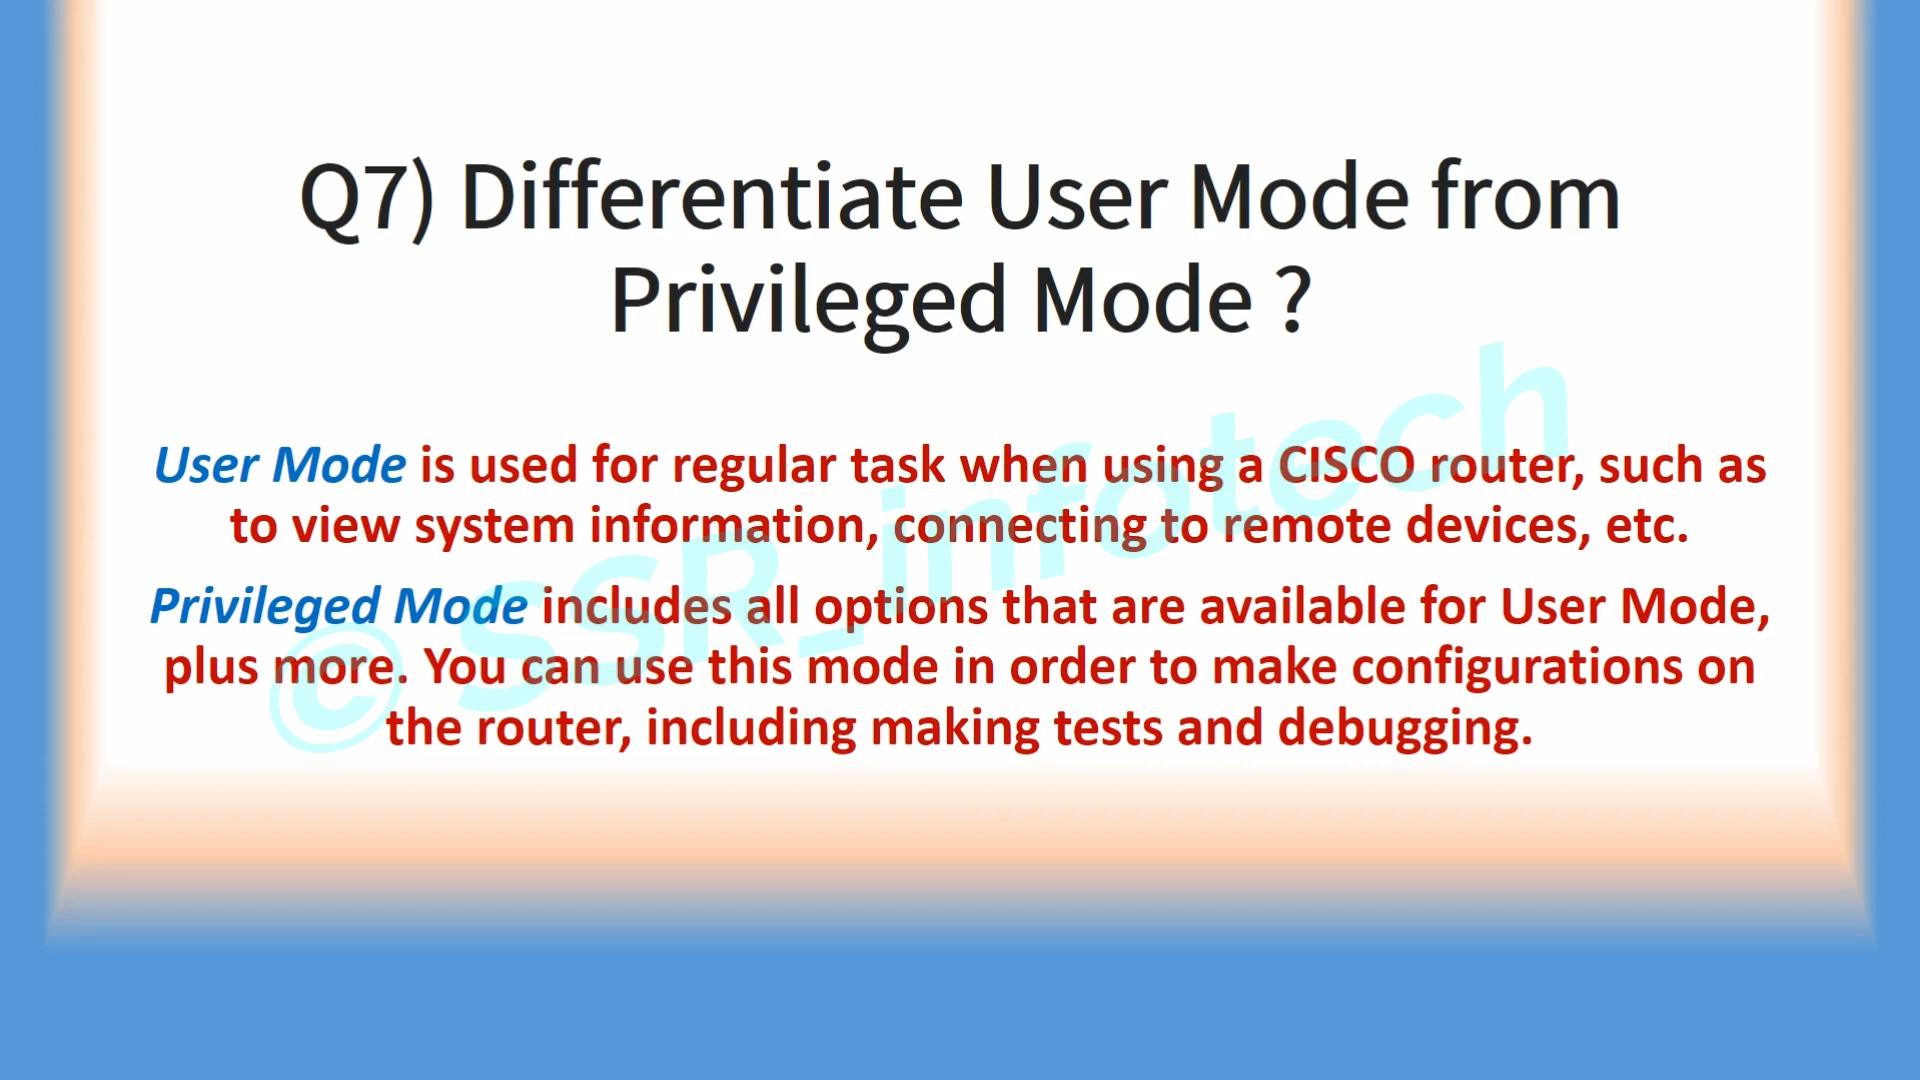 Q7) Differentiate User Mode from
Privileged Mode ?
User Mode is used for regular task when using a CISCO router, such as
to view system information, connecting to remote devices, etc.
Privileged Mode includes all options that are available for User Mode,
plus more. You can use this mode in order to make configurations on
the router, including making tests and debugging.
© SSR_infotech